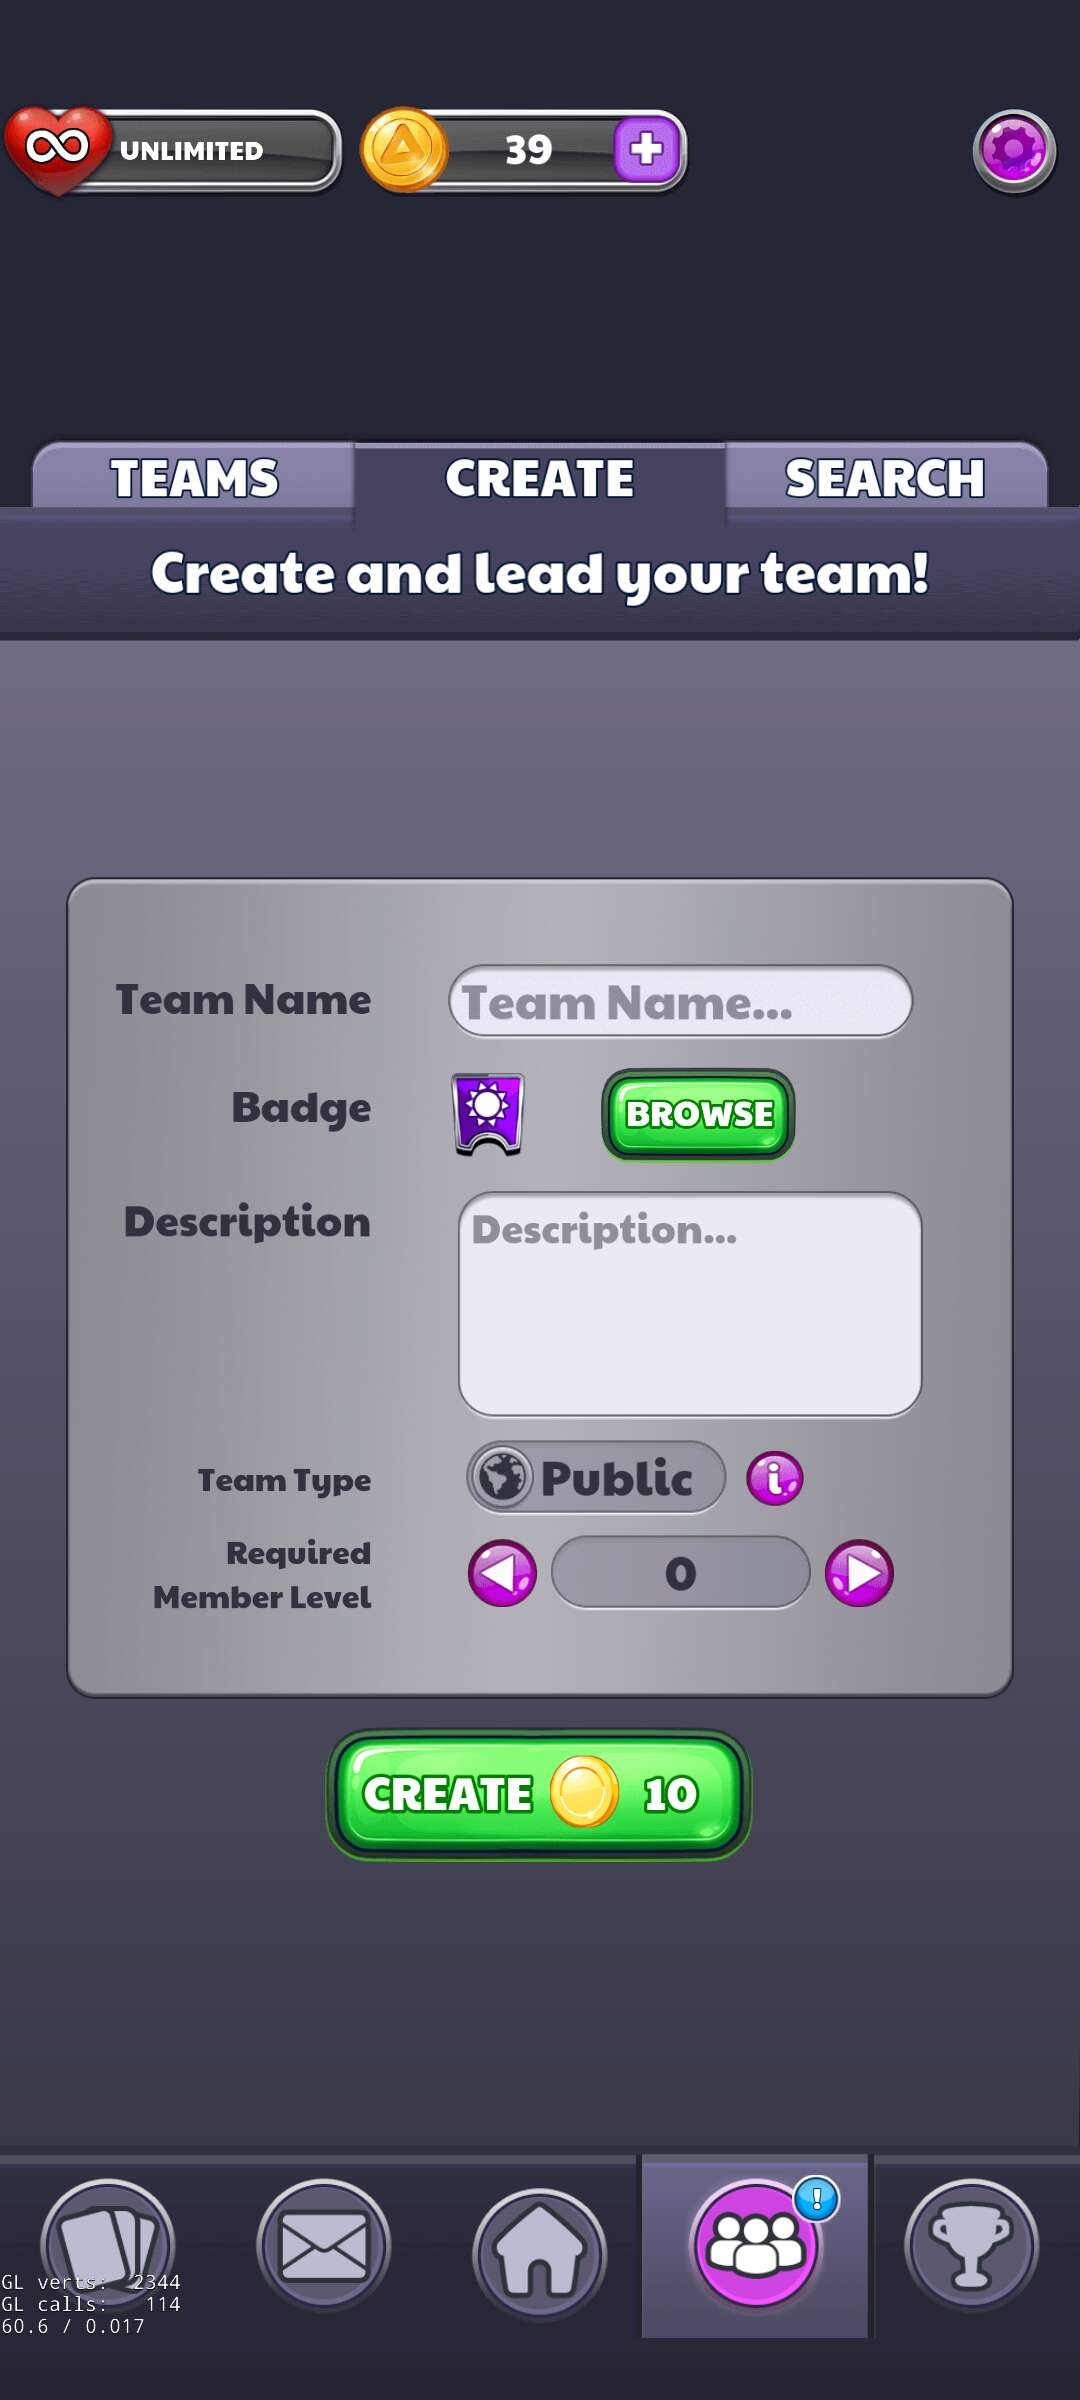 UNLIMITED 39
TEAMS CREATE SEARCH
Create and lead your team!
Team Name Team Name...
Badge BROWSE
Description Description...
Team Type Public i
Required
Member Level 0
CREATE 10
!
GL verts: 2344
GL calls: 114
60.6 / 0.017